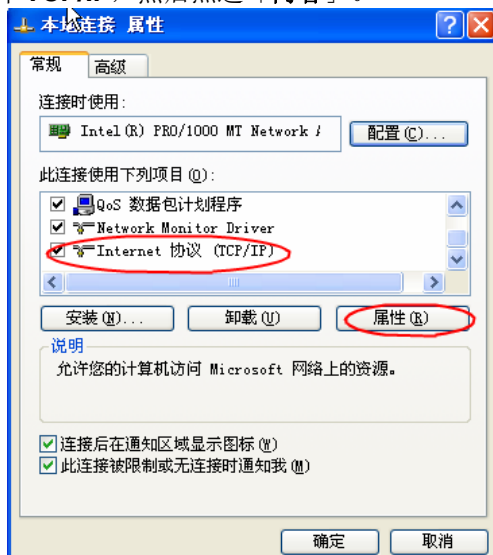 本地连接 属性
常规 高级
连接时使用:
Intel(R) PRO/1000 MT Network
配置(C)...
此连接使用下列项目(O):
QoS 数据包计划程序
Network Monitor Driver
Internet 协议 (TCP/IP)
安装(N)... 卸载(U) 属性(R)
说明
允许您的计算机访问 Microsoft 网络上的资源。
连接后在通知区域显示图标(W)
此连接被限制或无连接时通知我(M)
确定 取消